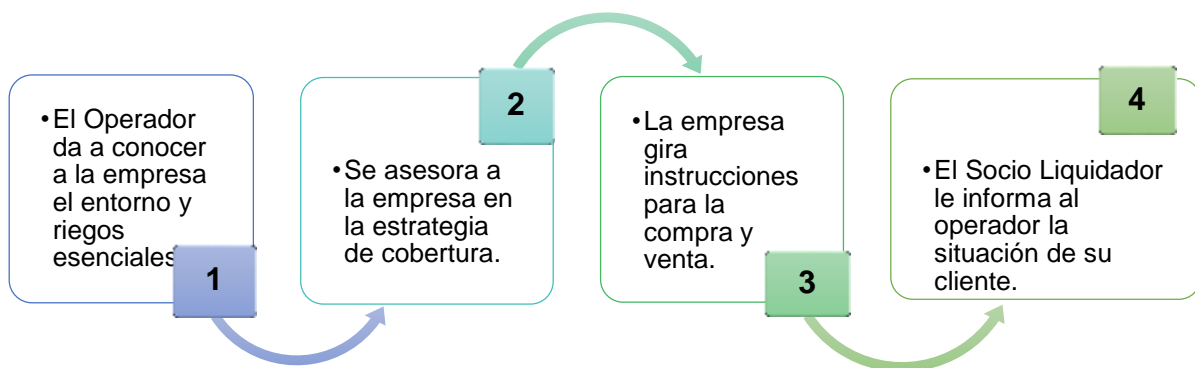 •El Operador
da a conocer
a la empresa
el entorno y
riegos
esenciales
1
2
•Se asesora a
la empresa en
la estrategia
de cobertura.
•La empresa
gira
instrucciones
para la
compra y
venta.
3
4
•El Socio Liquidador
le informa al
operador la
situación de su
cliente.